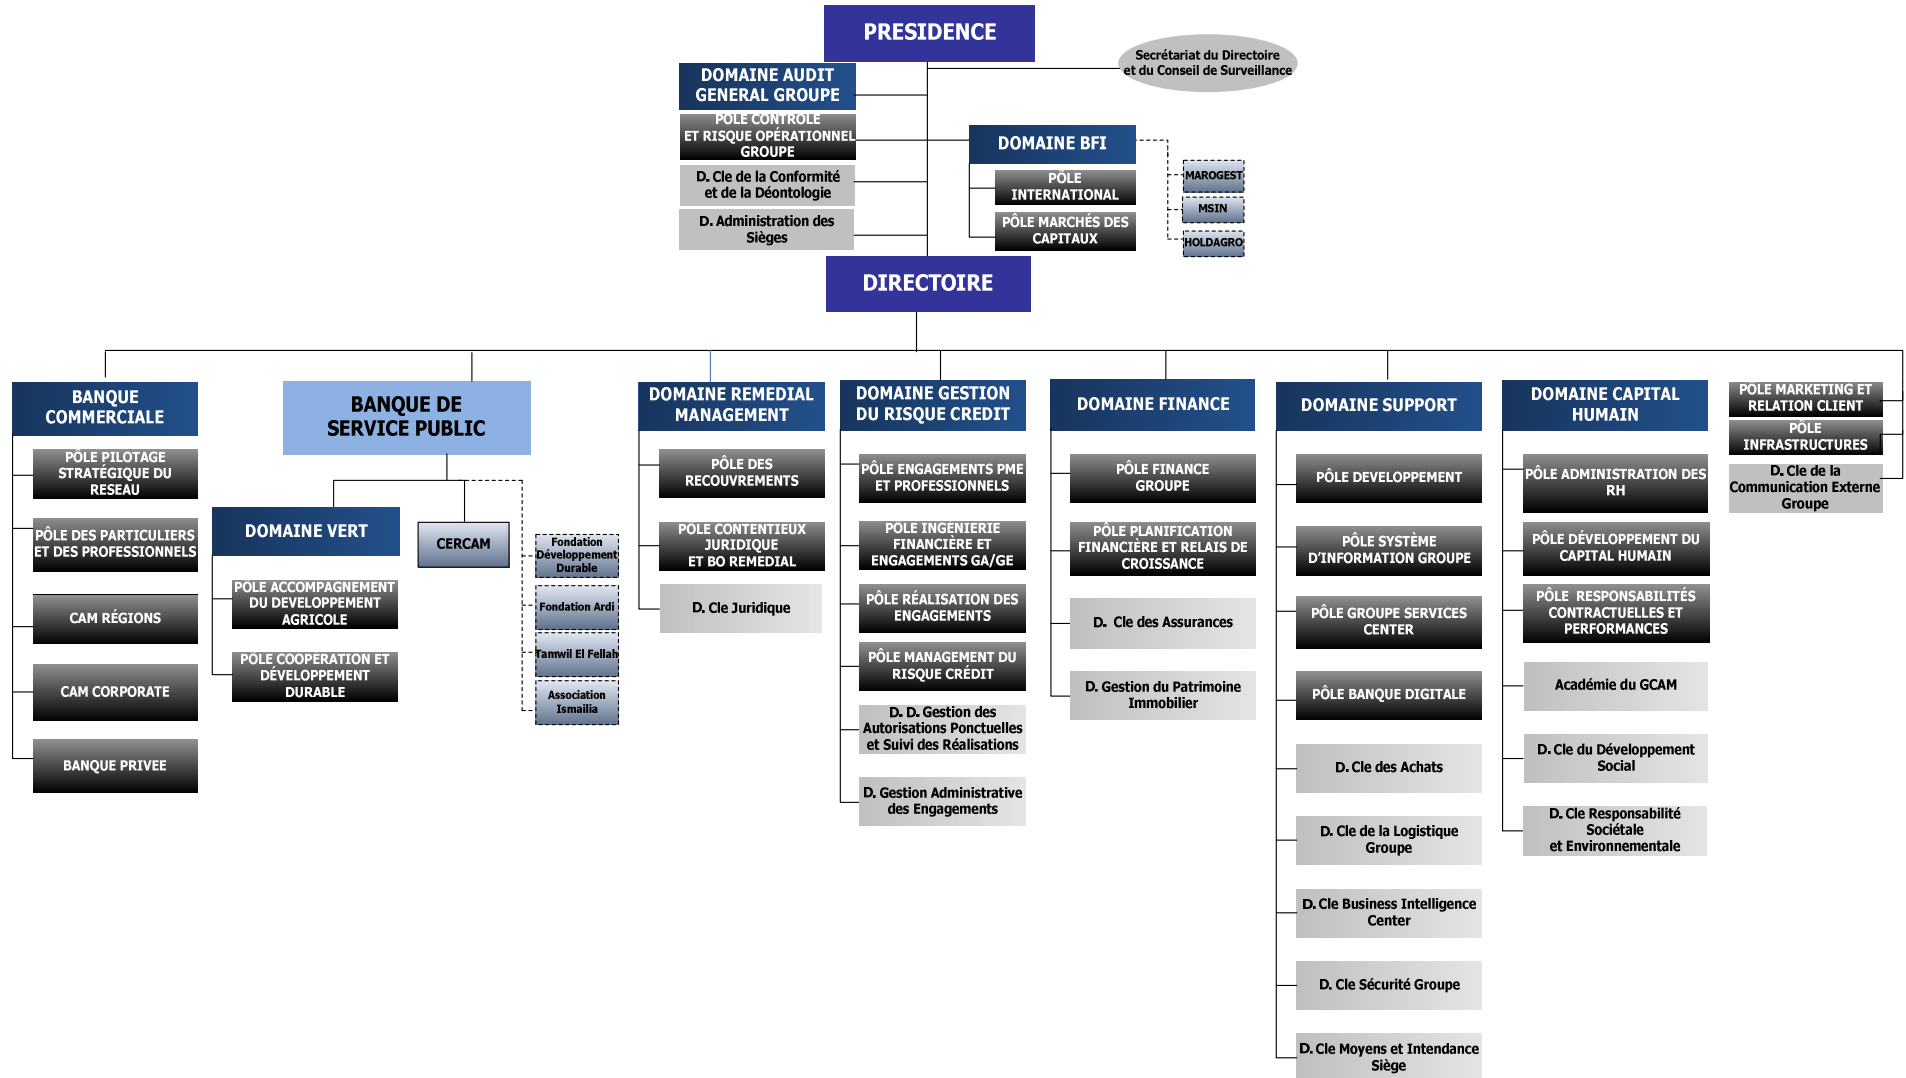 PRESIDENCE
Secrétariat du Directoire
et du Conseil de Surveillance
DOMAINE AUDIT
GENERAL GROUPE
POLE CONTROLE
ET RISQUE OPÉRATIONNEL
GROUPE
D. Cle de la Conformité
et de la Déontologie
D. Administration des
Sièges
DOMAINE BFI
PÔLE
INTERNATIONAL
PÔLE MARCHÉS DES
CAPITAUX
MAROGEST
MSIN
HOLDAGRO
DIRECTOIRE
BANQUE
COMMERCIALE
PÔLE PILOTAGE
STRATÉGIQUE DU
RESEAU
PÔLE DES PARTICULIERS
ET DES PROFESSIONNELS
CAM RÉGIONS
CAM CORPORATE
BANQUE PRIVEE
BANQUE DE
SERVICE PUBLIC
DOMAINE VERT
PÔLE ACCOMPAGNEMENT
DU DEVELOPPEMENT
AGRICOLE
PÔLE COOPÉRATION ET
DÉVELOPPEMENT
DURABLE
CERCAM
Fondation
Développement
Durable
Fondation Ardi
Tamwil El Fellah
Association
Ismailia
DOMAINE REMEDIAL
MANAGEMENT
PÔLE DES
RECOUVREMENTS
PÔLE CONTENTIEUX
JURIDIQUE
ET BO REMEDIAL
D. Cle Juridique
DOMAINE GESTION
DU RISQUE CREDIT
PÔLE ENGAGEMENTS PME
ET PROFESSIONNELS
PÔLE INGENIERIE
FINANCIÈRE ET
ENGAGEMENTS GA/GE
PÔLE RÉALISATION DES
ENGAGEMENTS
PÔLE MANAGEMENT DU
RISQUE CRÉDIT
D. D. Gestion des
Autorisations Ponctuelles
et Suivi des Réalisations
D. Gestion Administrative
des Engagements
DOMAINE FINANCE
PÔLE FINANCE
GROUPE
PÔLE PLANIFICATION
FINANCIÈRE ET RELAIS DE
CROISSANCE
D. Cle des Assurances
D. Gestion du Patrimoine
Immobilier
DOMAINE SUPPORT
PÔLE DEVELOPPEMENT
PÔLE SYSTÈME
D'INFORMATION GROUPE
PÔLE GROUPE SERVICES
CENTER
PÔLE BANQUE DIGITALE
D. Cle des Achats
D. Cle de la Logistique
Groupe
D. Cle Business Intelligence
Center
D. Cle Sécurité Groupe
D. Cle Moyens et Intendance
Siège
DOMAINE CAPITAL
HUMAIN
PÔLE ADMINISTRATION DES
RH
PÔLE DÉVELOPPEMENT DU
CAPITAL HUMAIN
PÔLE RESPONSABILITÉS
CONTRACTUELLES ET
PERFORMANCES
Académie du GCAM
D. Cle du Développement
Social
D. Cle Responsabilité
Sociétale
et Environnementale
POLE MARKETING ET
RELATION CLIENT
PÔLE
INFRASTRUCTURES
D. Cle de la
Communication Externe
Groupe